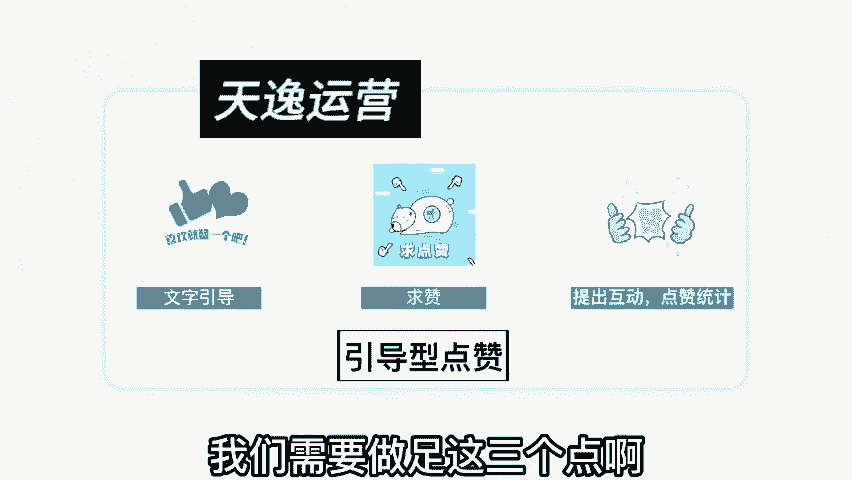 天逸运营
喜欢就赞一个吧！
求点赞
文字引导
求赞
提出互动，点赞统计
引导型点赞
我们需要做足这三个点啊